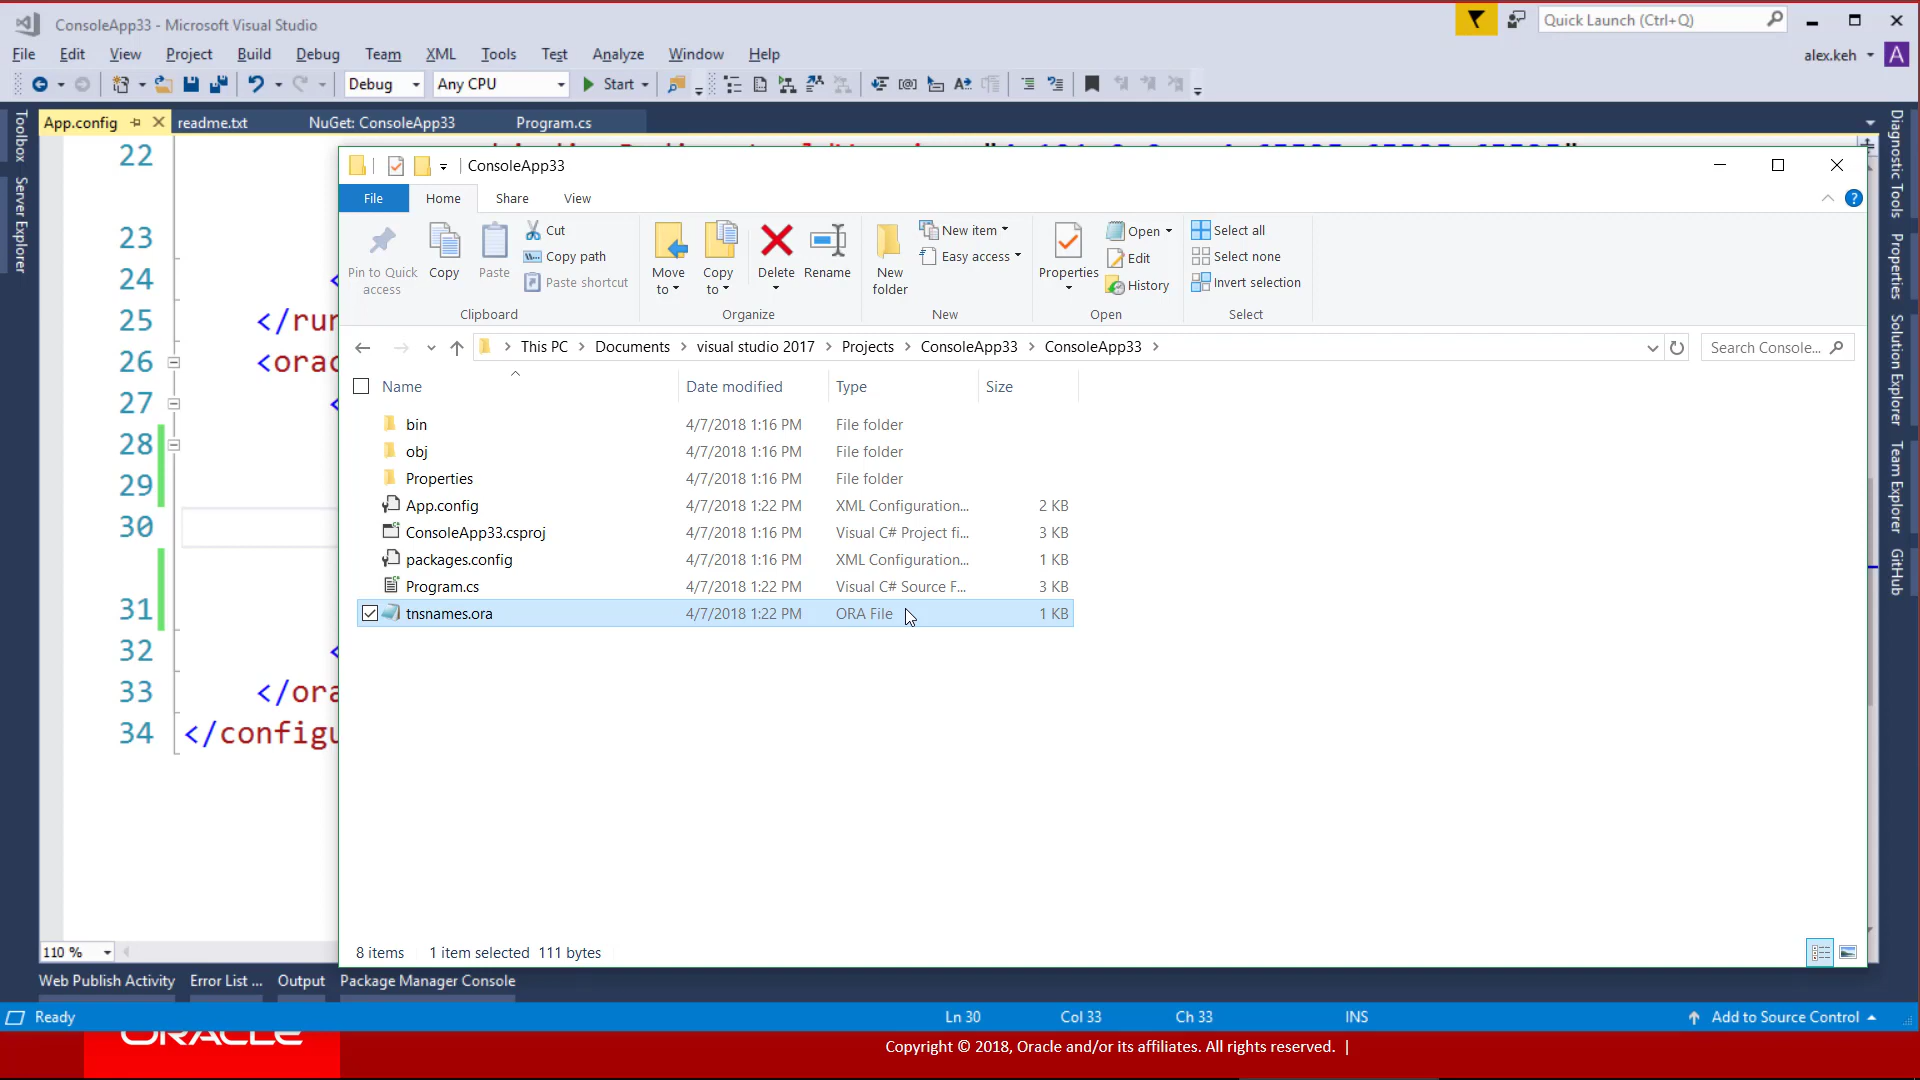 ConsoleApp33 - Microsoft Visual Studio
Quick Launch (Ctrl+Q)
File Edit View Project Build Debug Team XML Tools Test Analyze Window Help
alex.keh A
Debug Any CPU Start
App.config readme.txt NuGet: ConsoleApp33 Program.cs
Toolbox
Server Explorer
Diagnostic Tools
Properties
Solution Explorer
Team Explorer
GitHub
22
23
24 <
25 </run
26 <orac
27 <
28
29
30
31
32 <
33 </ora
34 </configu
ConsoleApp33
File Home Share View
Pin to Quick access
Copy
Paste
Cut
Copy path
Paste shortcut
Clipboard
Move to
Copy to
Delete
Rename
Organize
New folder
New item
Easy access
New
Properties
Open
Edit
History
Open
Select all
Select none
Invert selection
Select
This PC > Documents > visual studio 2017 > Projects > ConsoleApp33 > ConsoleApp33 >
Search Console...
Name Date modified Type Size
bin 4/7/2018 1:16 PM File folder
obj 4/7/2018 1:16 PM File folder
Properties 4/7/2018 1:16 PM File folder
App.config 4/7/2018 1:22 PM XML Configuration... 2 KB
ConsoleApp33.csproj 4/7/2018 1:16 PM Visual C# Project fi... 3 KB
packages.config 4/7/2018 1:16 PM XML Configuration... 1 KB
Program.cs 4/7/2018 1:22 PM Visual C# Source F... 3 KB
tnsnames.ora 4/7/2018 1:22 PM ORA File 1 KB
8 items 1 item selected 111 bytes
110 %
Web Publish Activity Error List ... Output Package Manager Console
Ready Ln 30 Col 33 Ch 33 INS Add to Source Control
ORACLE
Copyright © 2018, Oracle and/or its affiliates. All rights reserved. |